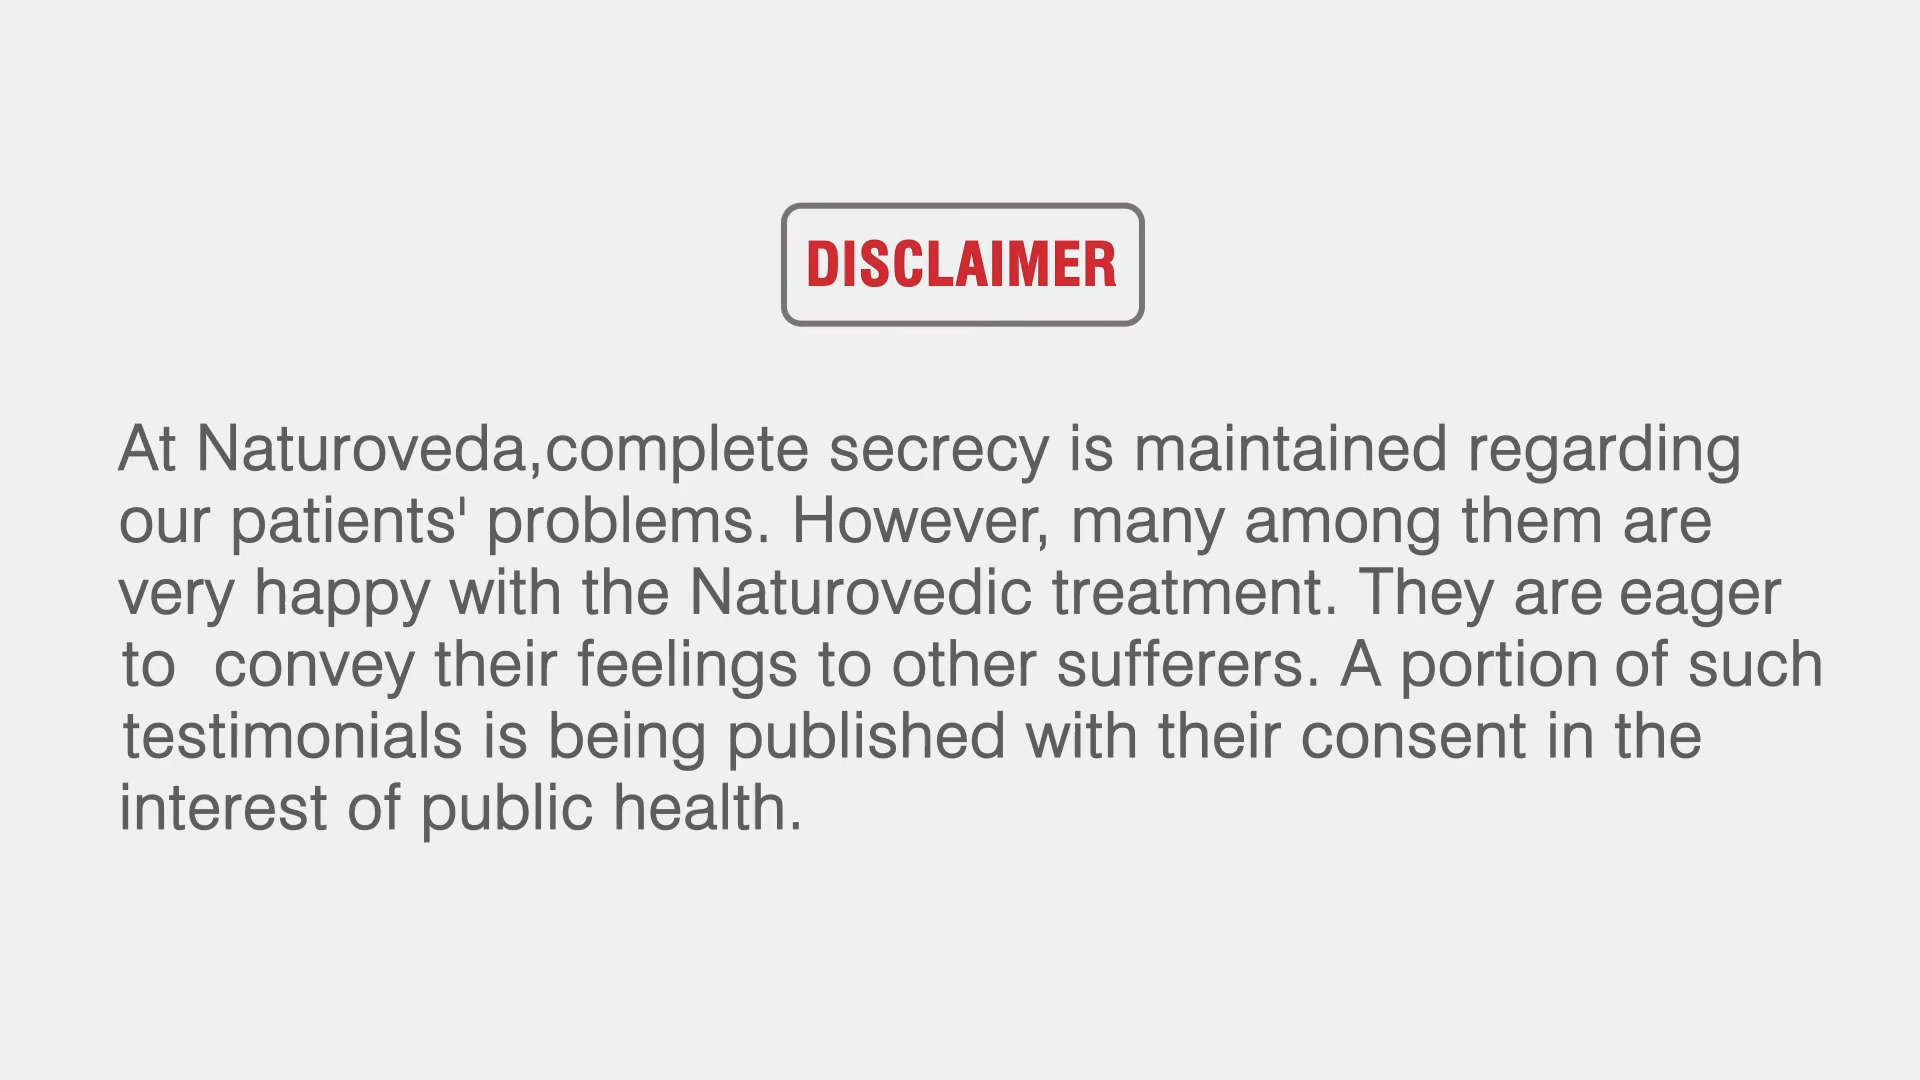 DISCLAIMER
At Naturoveda,complete secrecy is maintained regarding
our patients' problems. However, many among them are
very happy with the Naturovedic treatment. They are eager
to  convey their feelings to other sufferers. A portion of such
testimonials is being published with their consent in the
interest of public health.